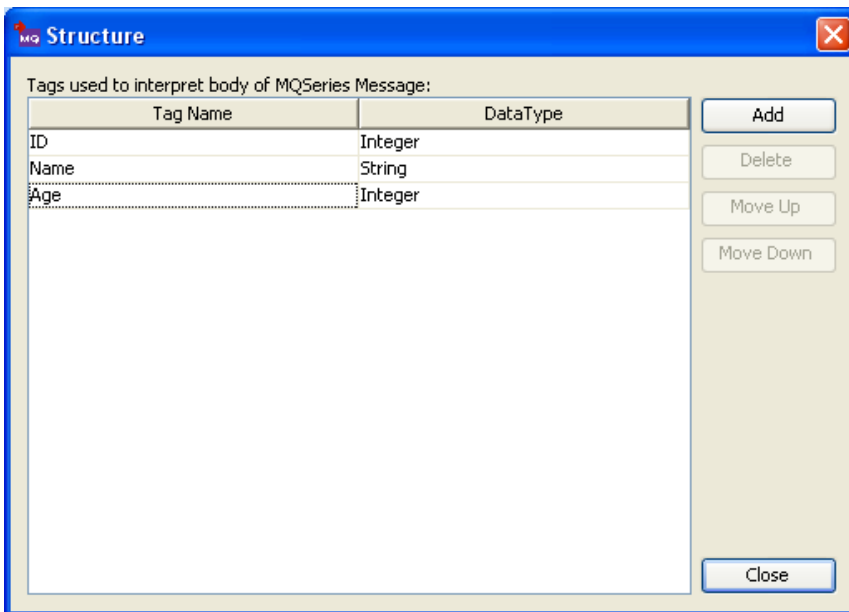 MQ Structure
Tags used to interpret body of MQSeries Message:
Tag Name DataType Add
ID Integer
Name String Delete
Age Integer
Move Up
Move Down
Close